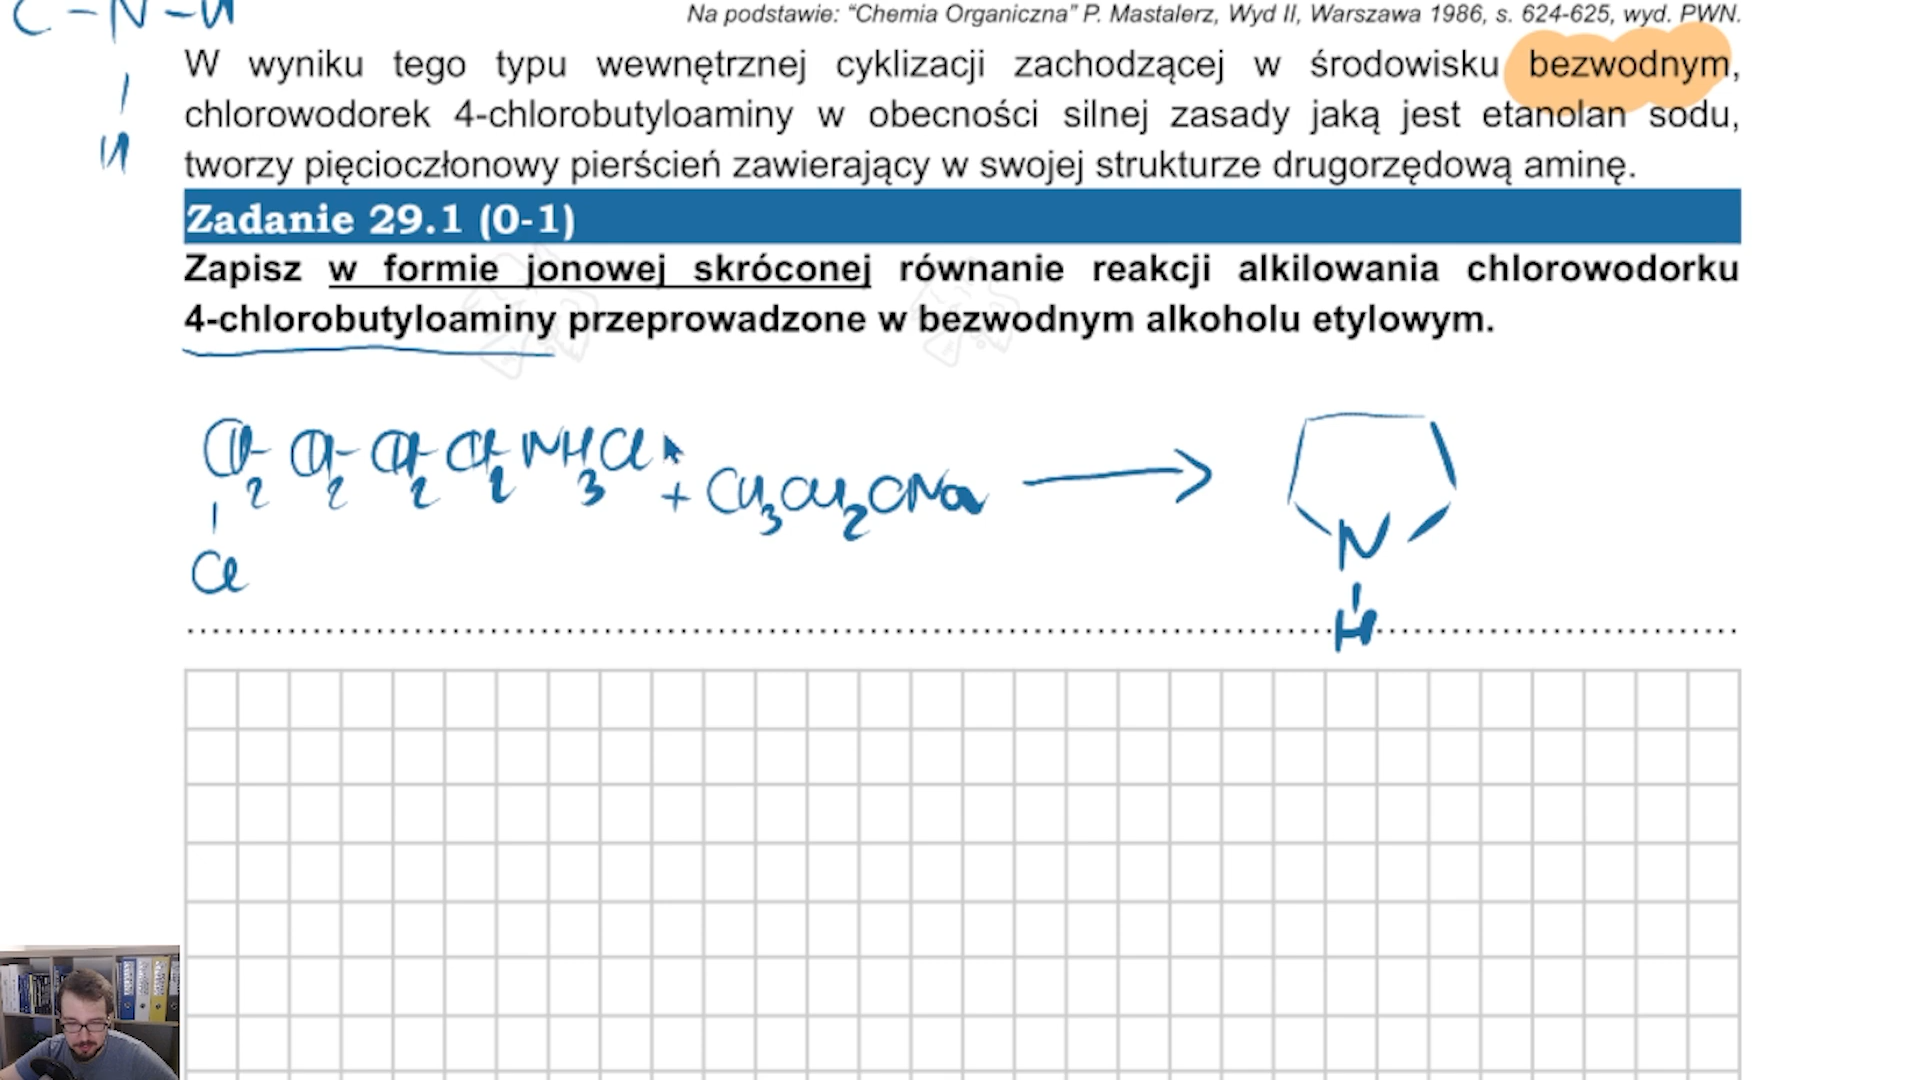 C-N-H
Na podstawie: “Chemia Organiczna” P. Mastalerz, Wyd II, Warszawa 1986, s. 624-625, wyd. PWN.
W wyniku tego typu wewnętrznej cyklizacji zachodzącej w środowisku bezwodnym,
chlorowodorek 4-chlorobutyloaminy w obecności silnej zasady jaką jest etanolan sodu,
H
tworzy pięcioczłonowy pierścień zawierający w swojej strukturze drugorzędową aminę.
Zadanie 29.1 (0-1)
Zapisz w formie jonowej skróconej równanie reakcji alkilowania chlorowodorku
4-chlorobutyloaminy przeprowadzone w bezwodnym alkoholu etylowym.
CH2 CH2 CH2 CH2 NH3Cl + CH3CH2ONa →
N
Cl
H